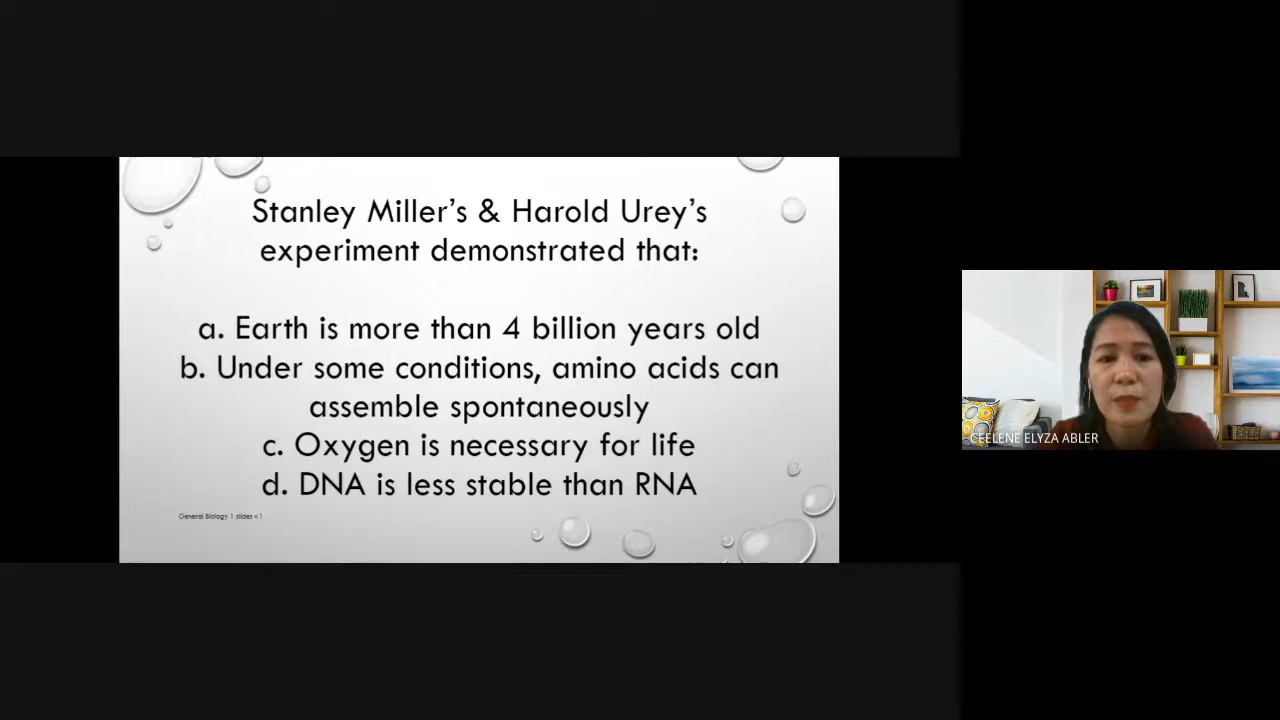 Stanley Miller's & Harold Urey's
experiment demonstrated that:
a. Earth is more than 4 billion years old
b. Under some conditions, amino acids can
assemble spontaneously
c. Oxygen is necessary for life
d. DNA is less stable than RNA
General Biology 1 slides v.1
CEELENE ELYZA ABLER